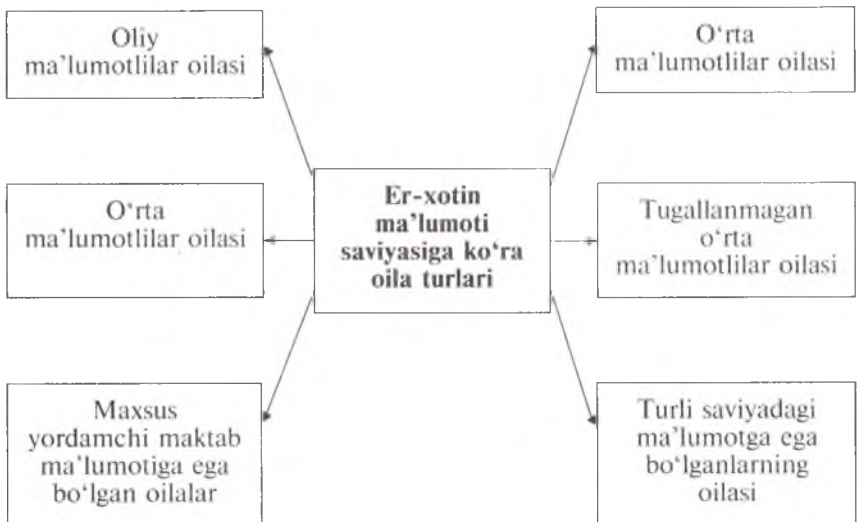 Oliy
ma'lumotlilar oilasi
O‘rta
ma'lumotlilar oilasi
Er-xotin
ma'lumoti
saviyasiga ko‘ra
oila turlari
O‘rta
ma'lumotlilar oilasi
Tugallanmagan
o‘rta
ma'lumotlilar oilasi
Maxsus
yordamchi maktab
ma'lumotiga ega
bo‘lgan oilalar
Turli saviyadagi
ma'lumotga ega
bo‘lganlarning
oilasi